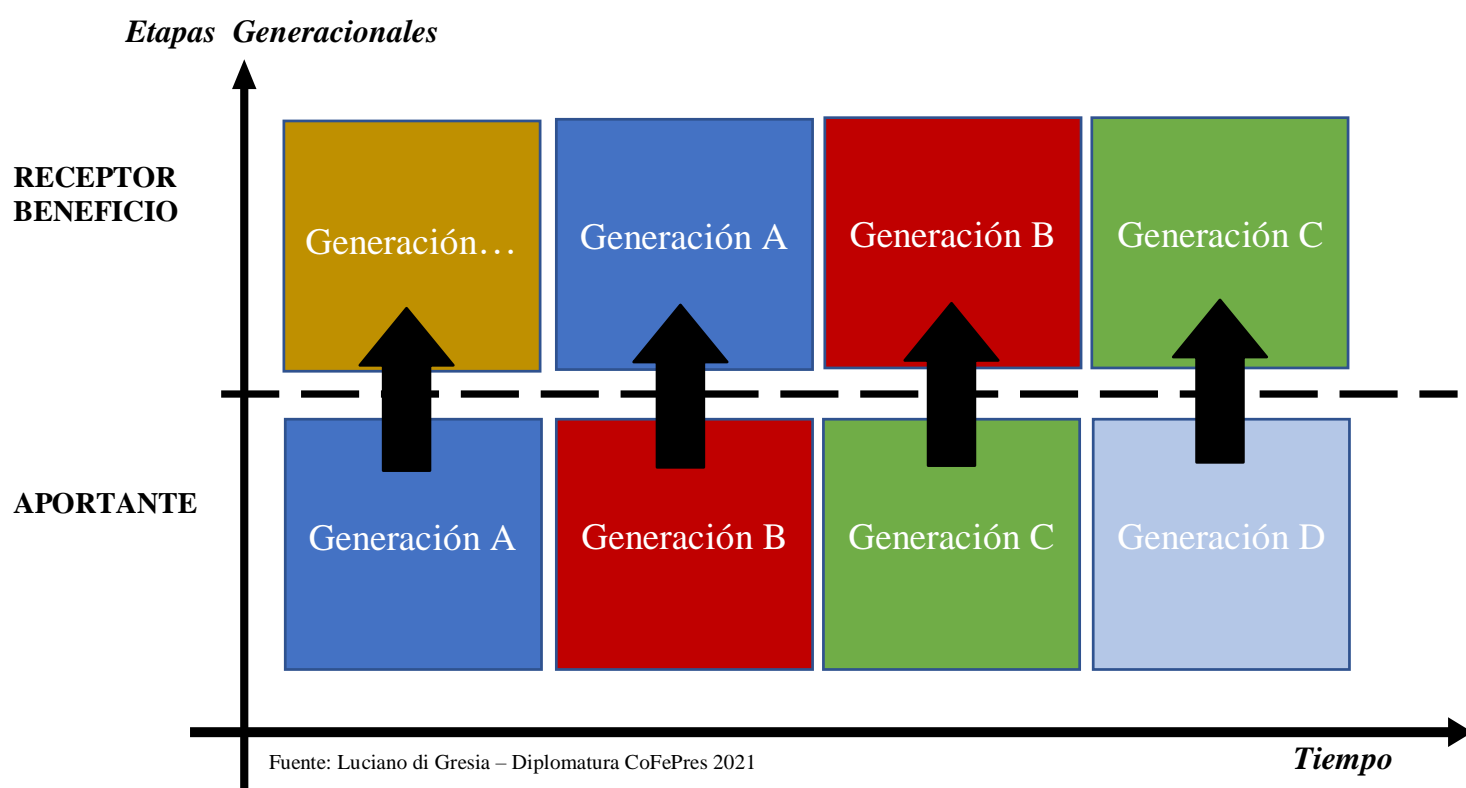 Etapas Generacionales
RECEPTOR
BENEFICIO
Generación…
Generación A
Generación B
Generación C
APORTANTE
Generación A
Generación B
Generación C
Generación D
Fuente: Luciano di Gresia – Diplomatura CoFePres 2021
Tiempo